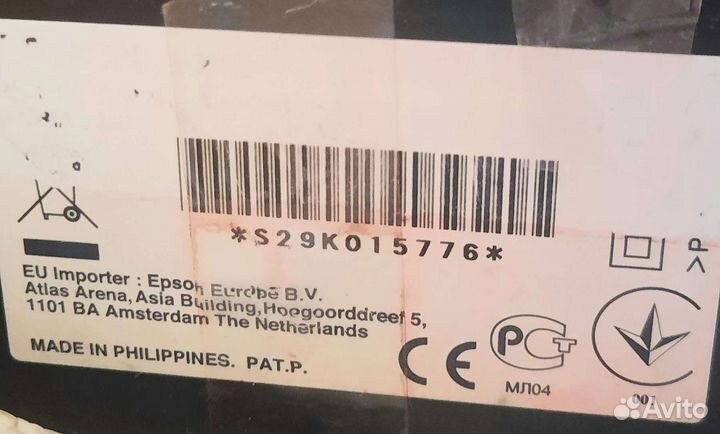 *S29K015776*
>P
EU Importer : Epson Europe B.V.
Atlas Arena, Asia Building, Hoogoorddreef 5,
1101 BA Amsterdam The Netherlands
MADE IN PHILIPPINES. PAT.P.
CE
РСТ
МЛ04
001
Avito